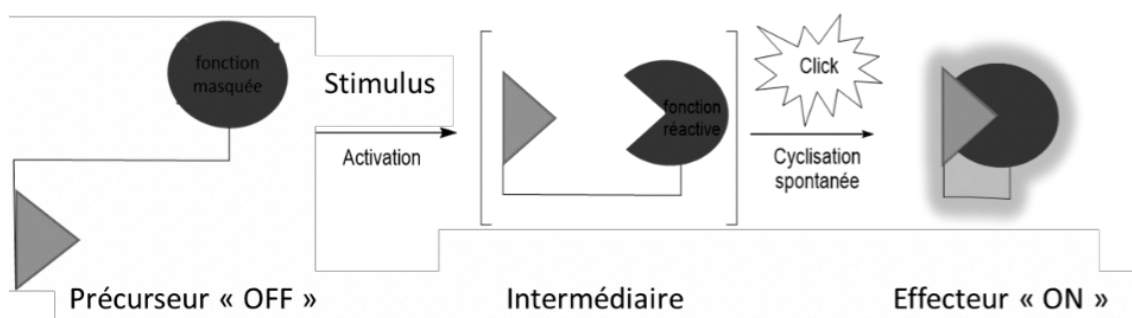 fonction
masquée
Stimulus
Activation
fonction
réactive
Click
Cyclisation
spontanée
Précurseur « OFF »
Intermédiaire
Effecteur « ON »